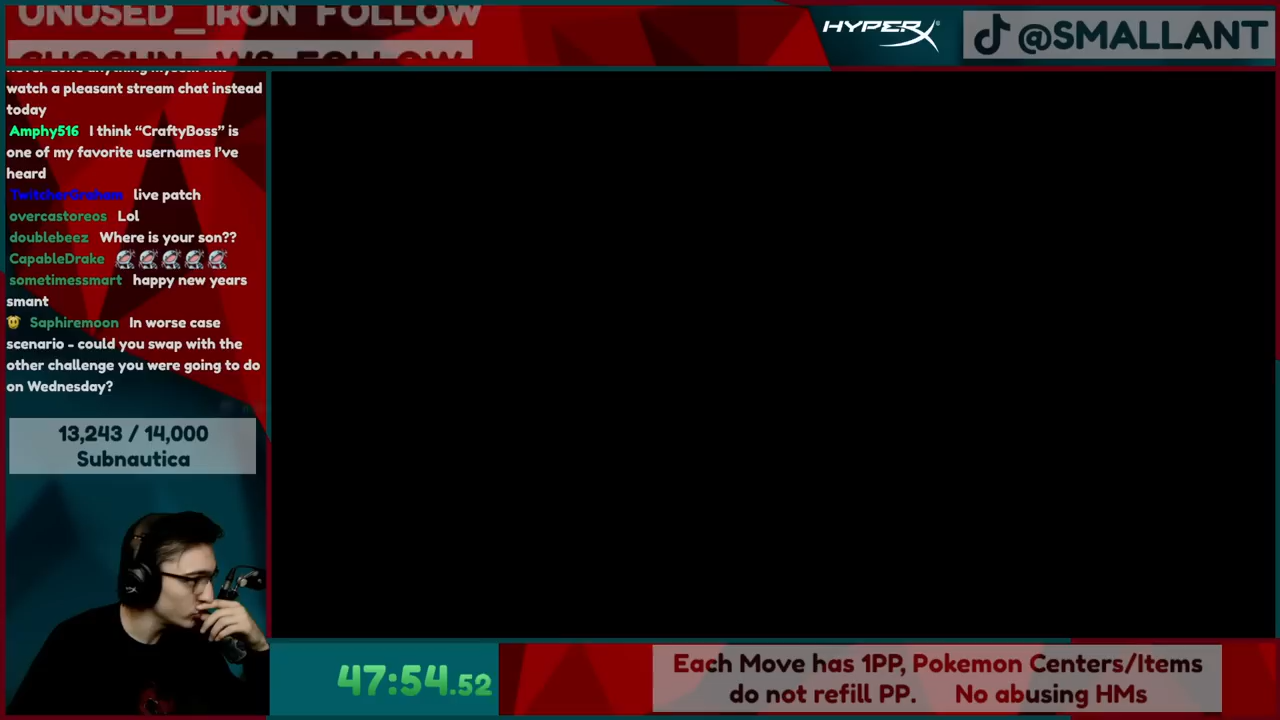 UNUSED_IRON FOLLOW
HYPERX
@SMALLANT
watch a pleasant stream chat instead
today
Amphy516 I think “CraftyBoss” is
one of my favorite usernames I've
heard
TwitcherGraham live patch
overcastoreos Lol
doublebeez Where is your son??
CapableDrake
sometimessmart happy new years
smant
Saphiremoon In worse case
scenario - could you swap with the
other challenge you were going to do
on Wednesday?
13,243 / 14,000
Subnautica
47:54.52
Each Move has 1PP, Pokemon Centers/Items
do not refill PP. No abusing HMs